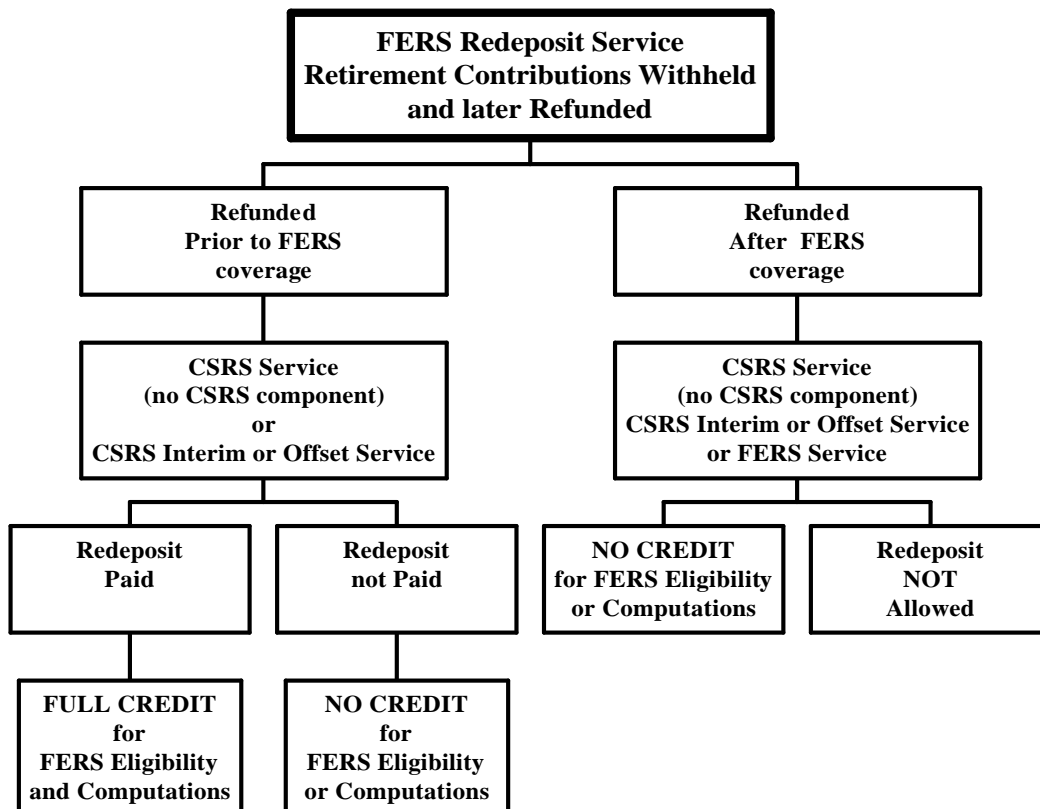 FERS Redeposit Service
Retirement Contributions Withheld
and later Refunded
Refunded
Prior to FERS
coverage
Refunded
After FERS
coverage
CSRS Service
(no CSRS component)
or
CSRS Interim or Offset Service
CSRS Service
(no CSRS component)
CSRS Interim or Offset Service
or FERS Service
Redeposit
Paid
Redeposit
not Paid
NO CREDIT
for FERS Eligibility
or Computations
Redeposit
NOT
Allowed
FULL CREDIT
for
FERS Eligibility
and Computations
NO CREDIT
for
FERS Eligibility
or Computations